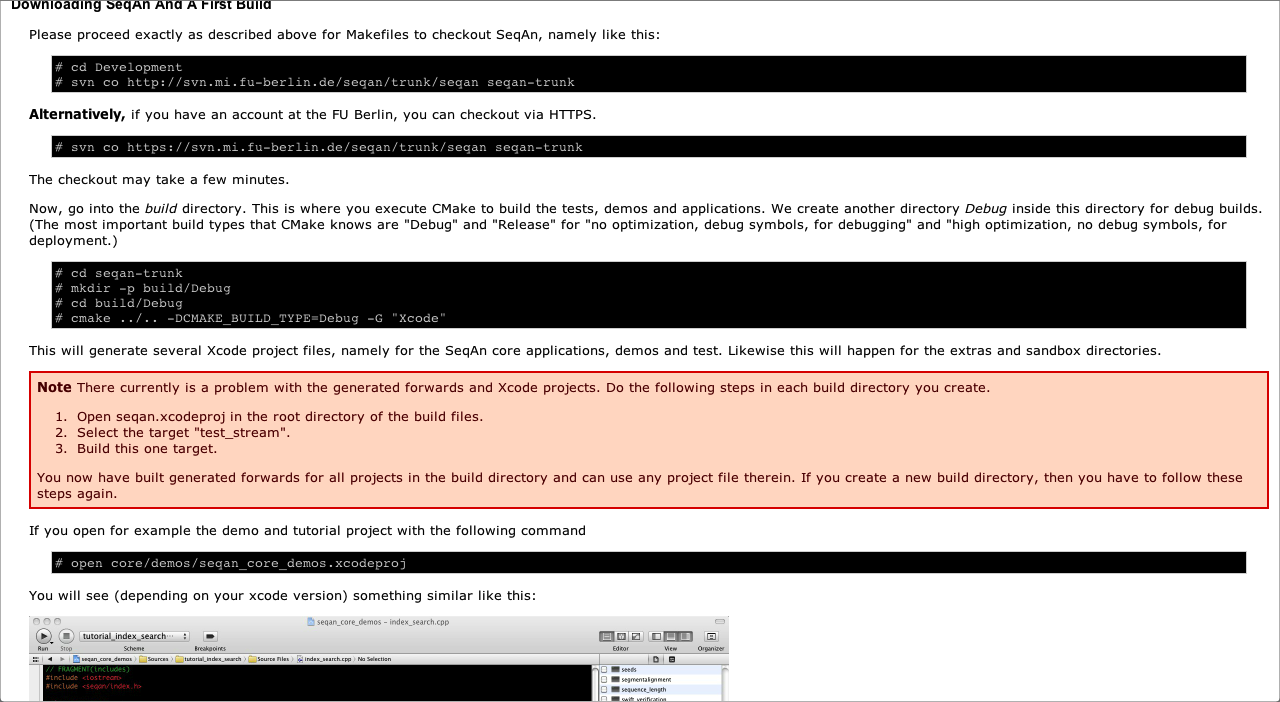 Downloading SeqAn And A First Build
Please proceed exactly as described above for Makefiles to checkout SeqAn, namely like this:
# cd Development
# svn co http://svn.mi.fu-berlin.de/seqan/trunk/seqan seqan-trunk
Alternatively, if you have an account at the FU Berlin, you can checkout via HTTPS.
# svn co https://svn.mi.fu-berlin.de/seqan/trunk/seqan seqan-trunk
The checkout may take a few minutes.
Now, go into the build directory. This is where you execute CMake to build the tests, demos and applications. We create another directory Debug inside this directory for debug builds.
(The most important build types that CMake knows are "Debug" and "Release" for "no optimization, debug symbols, for debugging" and "high optimization, no debug symbols, for
deployment.)
# cd seqan-trunk
# mkdir -p build/Debug
# cd build/Debug
# cmake ../.. -DCMAKE_BUILD_TYPE=Debug -G "Xcode"
This will generate several Xcode project files, namely for the SeqAn core applications, demos and test. Likewise this will happen for the extras and sandbox directories.
Note There currently is a problem with the generated forwards and Xcode projects. Do the following steps in each build directory you create.
1. Open seqan.xcodeproj in the root directory of the build files.
2. Select the target "test_stream".
3. Build this one target.
You now have built generated forwards for all projects in the build directory and can use any project file therein. If you create a new build directory, then you have to follow these
steps again.
If you open for example the demo and tutorial project with the following command
# open core/demos/seqan_core_demos.xcodeproj
You will see (depending on your xcode version) something similar like this:
seqan_core_demos - index_search.cpp
tutorial_index_search···
Run Stop Scheme Breakpoints Editor View Organizer
seqan_core_demos Sources tutorial_index_search Source Files index_search.cpp No Selection
// FRAGMENT(includes)
#include <iostream>
#include <seqan/index.h>
seeds
segmentalignment
sequence_length
swift_verification